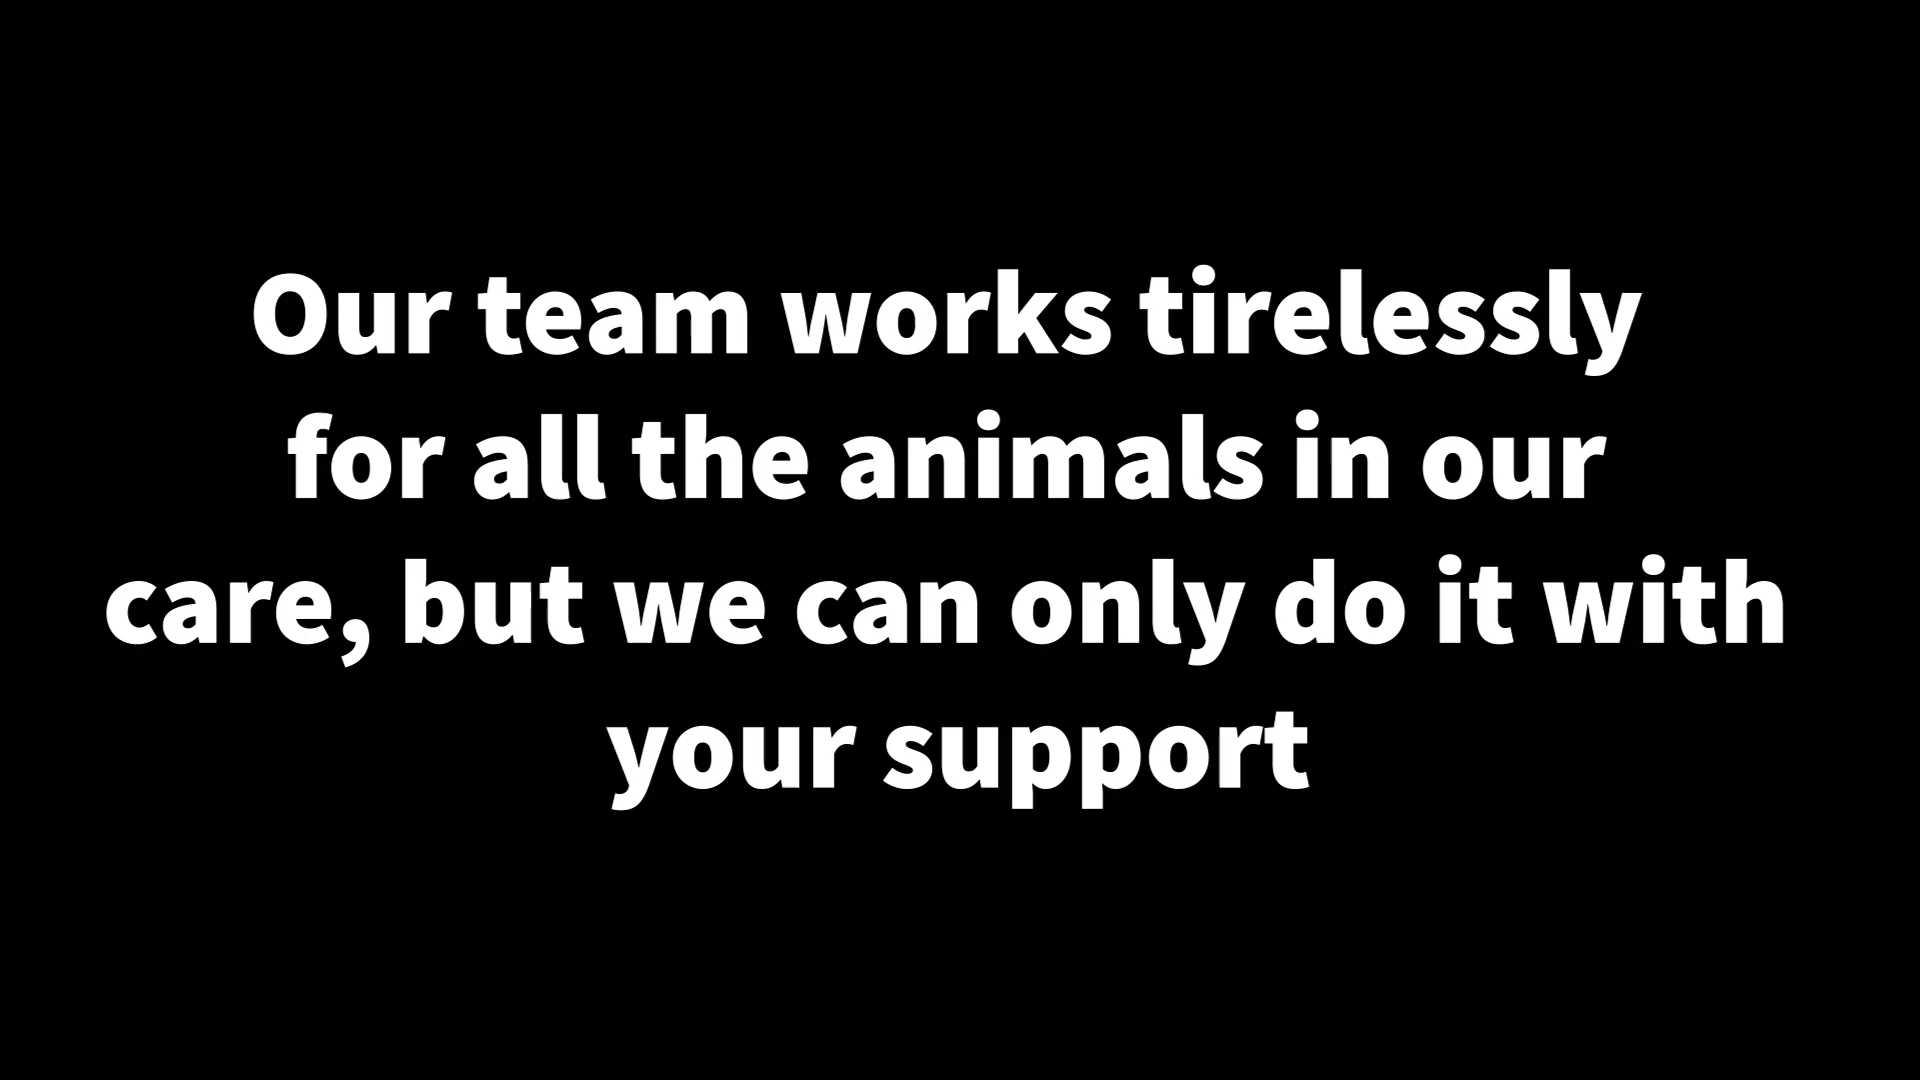 Our team works tirelessly
for all the animals in our
care, but we can only do it with
your support